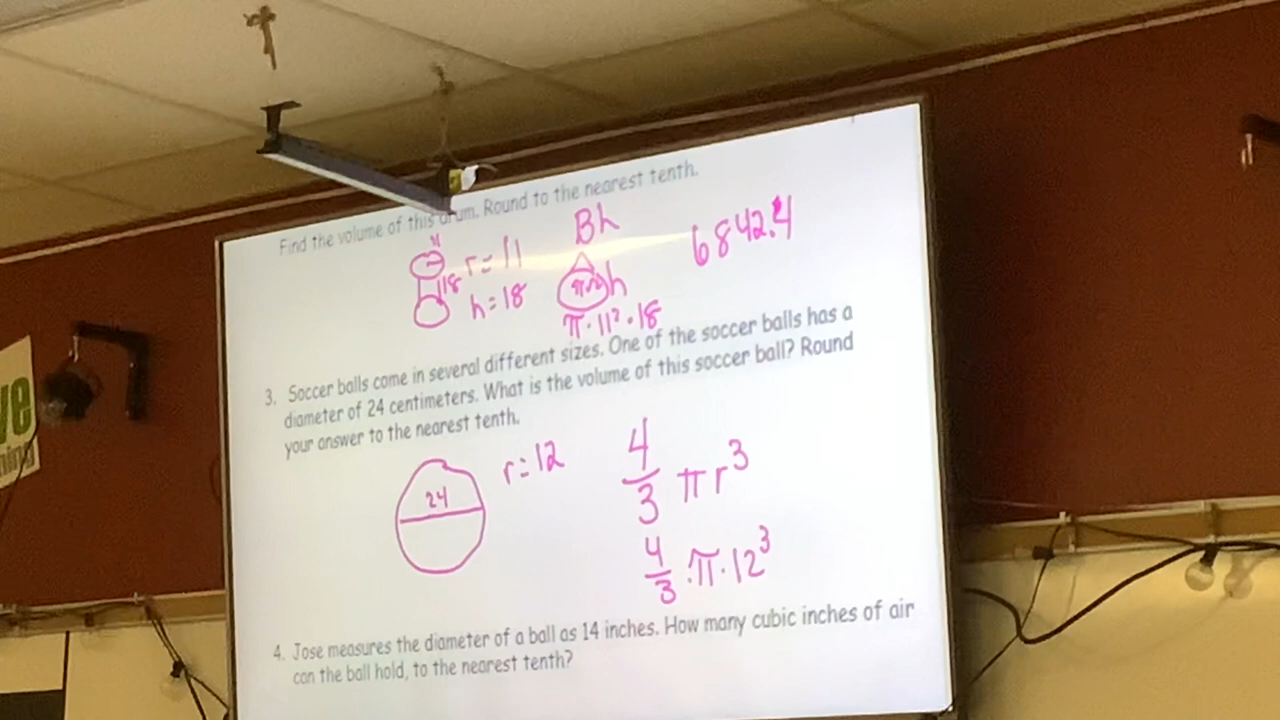 Find the volume of this drum. Round to the nearest tenth.
Bh
6842.4
18
r=11
h=18
πr²h
π·11²·18
3. Soccer balls come in several different sizes. One of the soccer balls has a
diameter of 24 centimeters. What is the volume of this soccer ball? Round
your answer to the nearest tenth.
24
r=12
4/3 πr³
4/3·π·12³
4. Jose measures the diameter of a ball as 14 inches. How many cubic inches of air
can the ball hold, to the nearest tenth?
ve